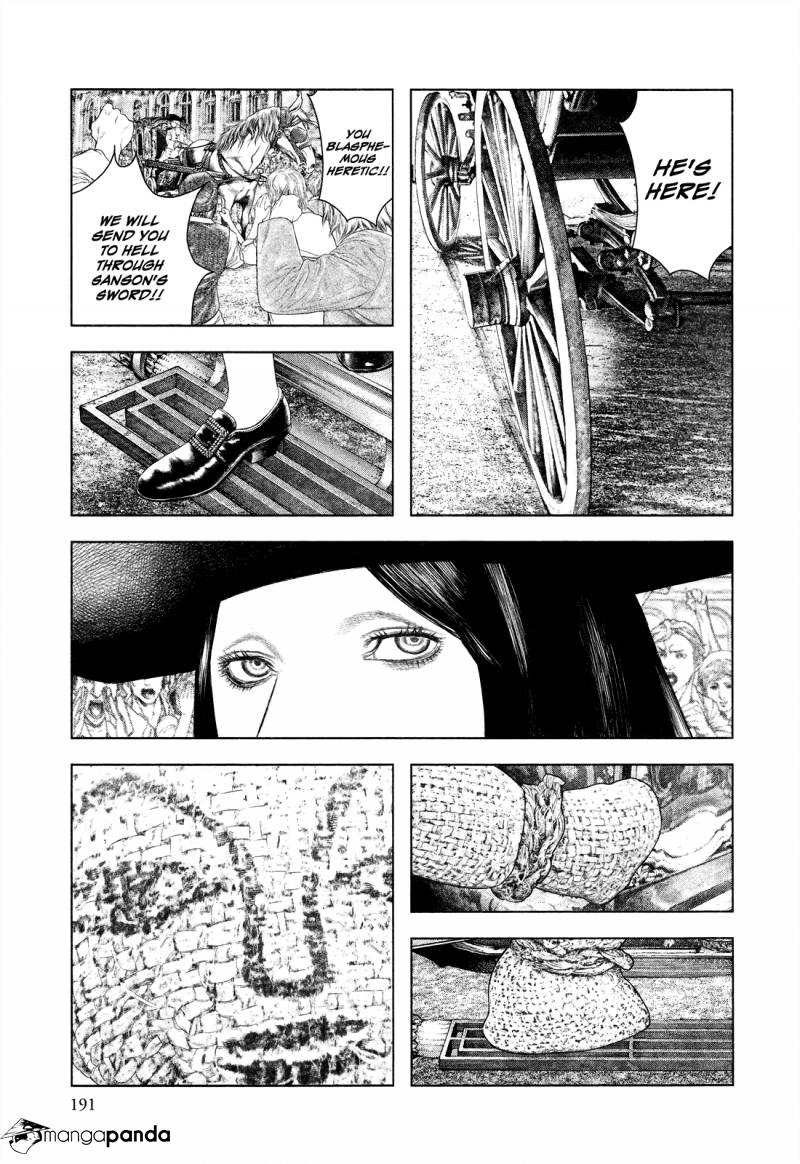 HE'S
HERE!
YOU
BLASPHE-
MOUS
HERETIC!!
WE WILL
SEND YOU
TO HELL
THROUGH
SANSON'S
SWORD!!
191
mangapanda